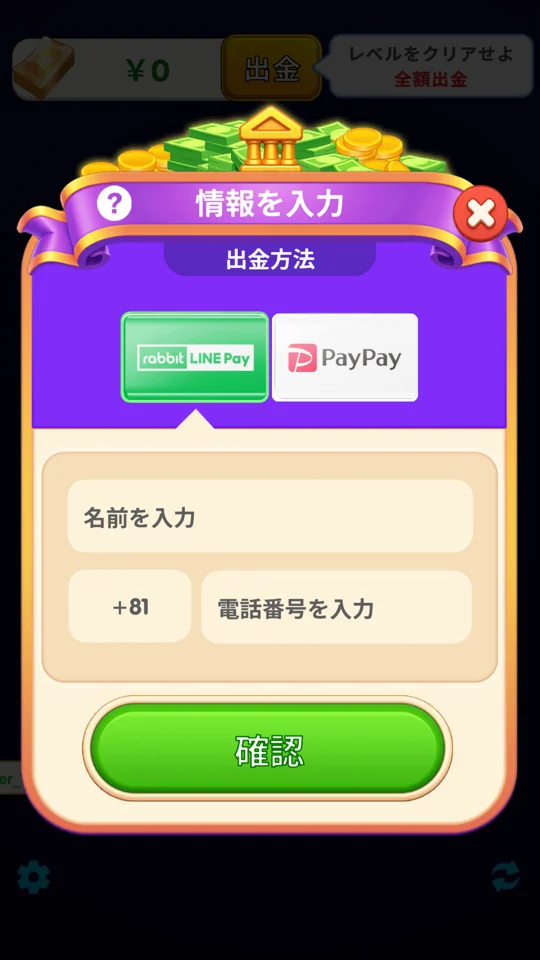 ¥0
出金
レベルをクリアせよ
全額出金
?
情報を入力
出金方法
rabbit LINE Pay
PayPay
名前を入力
+81
電話番号を入力
確認
er_